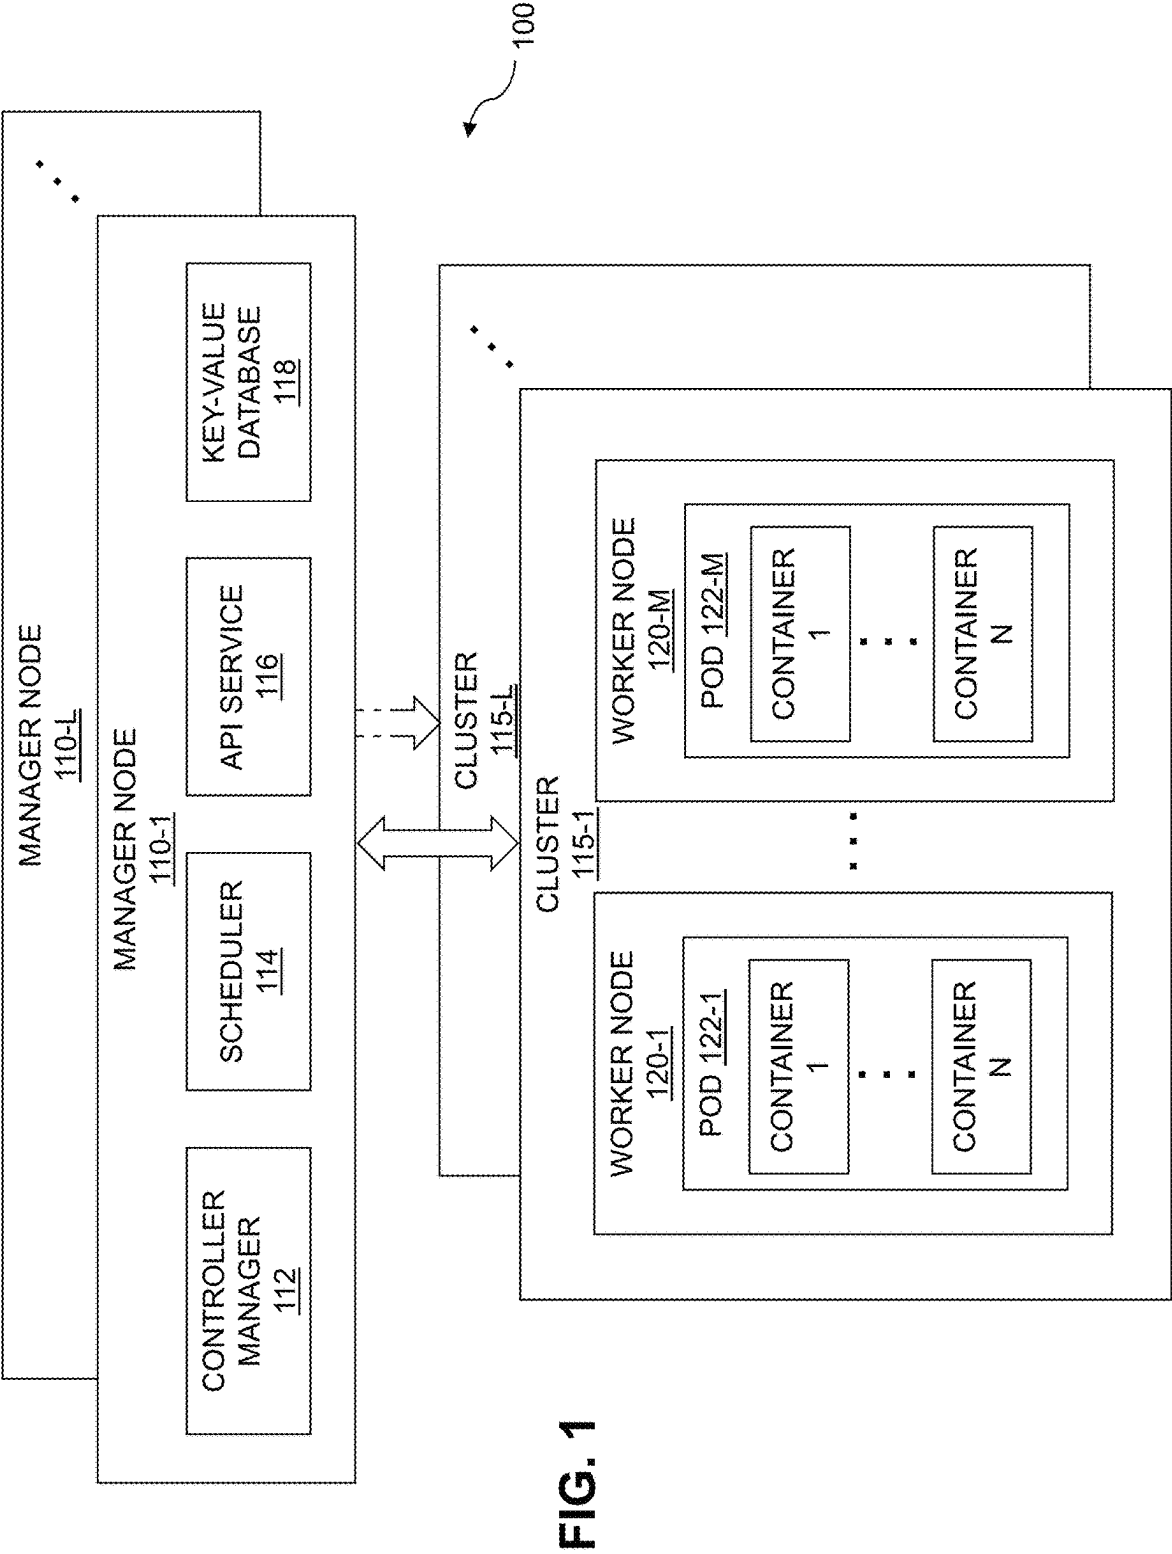 100
MANAGER NODE
110-L
MANAGER NODE
110-1
CONTROLLER
MANAGER
112
SCHEDULER
114
API SERVICE
116
KEY-VALUE
DATABASE
118
CLUSTER
115-L
CLUSTER
115-1
WORKER NODE
120-1
POD 122-1
CONTAINER
1
CONTAINER
N
WORKER NODE
120-M
POD 122-M
CONTAINER
1
CONTAINER
N
FIG. 1